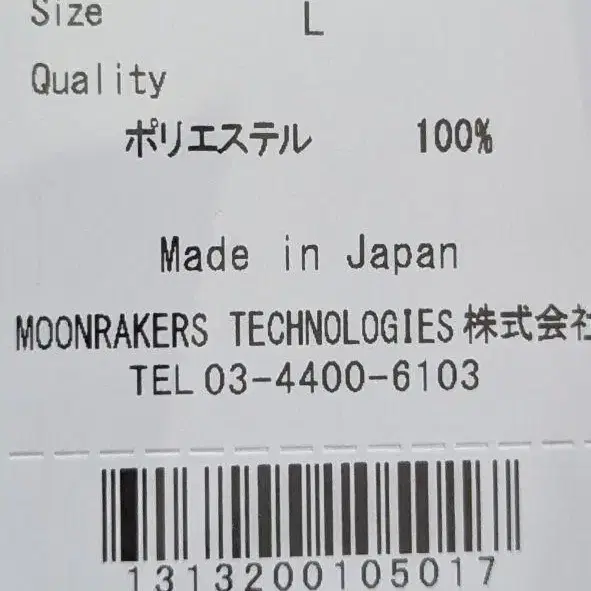 Size L
Quality
ポリエステル 100%
Made in Japan
MOONRAKERS TECHNOLOGIES 株式会社
TEL 03-4400-6103
1313200105017